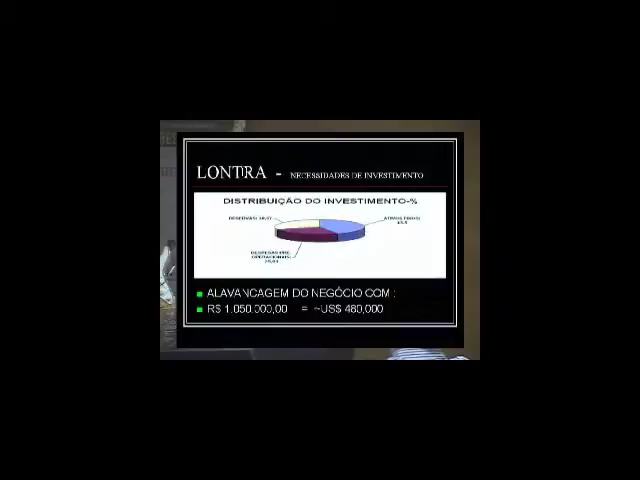 LONTRA - NECESSIDADES DE INVESTIMENTO
DISTRIBUIÇÃO DO INVESTIMENTO-%
ALAVANCAGEM DO NEGÓCIO COM :
R$ 1.050.000,00 = ~US$ 480,000